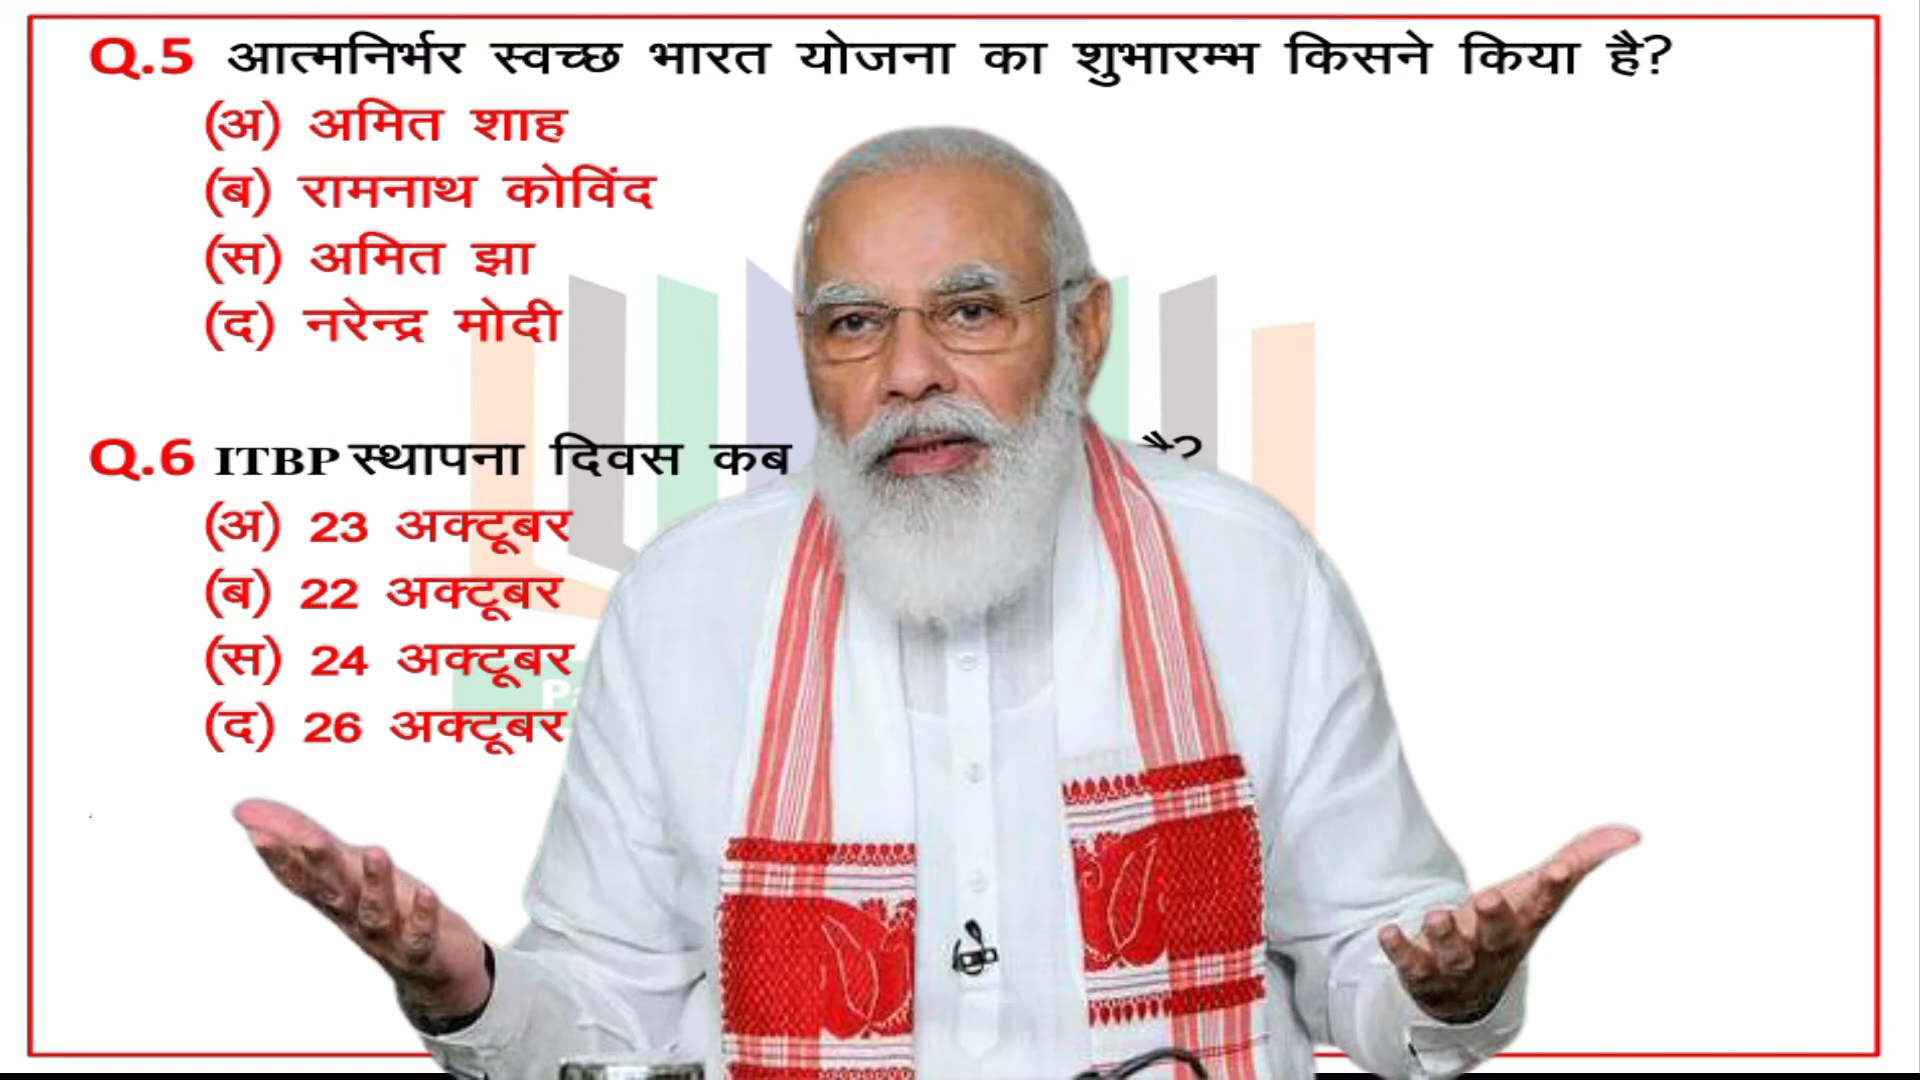 Q.5 आत्मनिर्भर स्वच्छ भारत योजना का शुभारम्भ किसने किया है?
(अ) अमित शाह
(ब) रामनाथ कोविंद
(स) अमित झा
(द) नरेन्द्र मोदी
Q.6 ITBP स्थापना दिवस कब
(अ) 23 अक्टूबर
(ब) 22 अक्टूबर
(स) 24 अक्टूबर
(द) 26 अक्टूबर